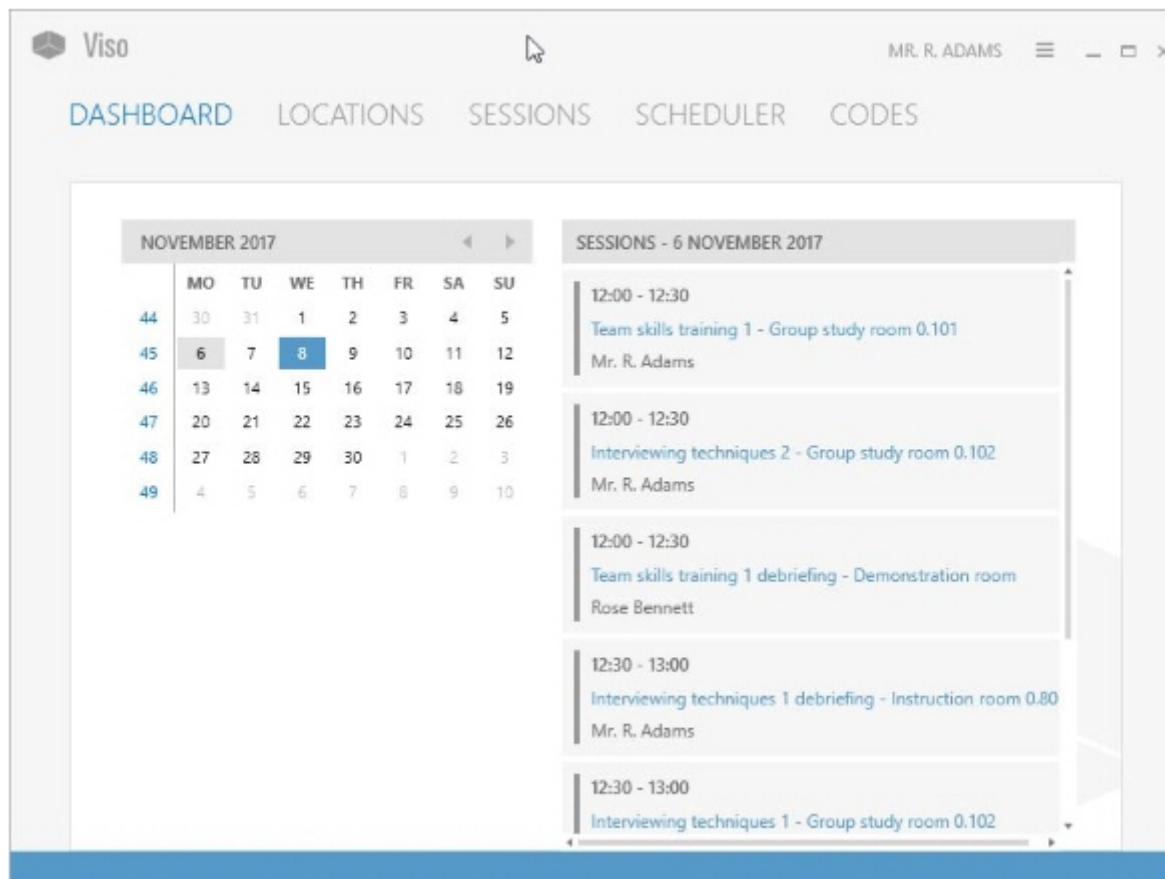 Viso
MR. R. ADAMS
DASHBOARD LOCATIONS SESSIONS SCHEDULER CODES
NOVEMBER 2017
MO TU WE TH FR SA SU
44 30 31 1 2 3 4 5
45 6 7 8 9 10 11 12
46 13 14 15 16 17 18 19
47 20 21 22 23 24 25 26
48 27 28 29 30 1 2 3
49 4 5 6 7 8 9 10
SESSIONS - 6 NOVEMBER 2017
12:00 - 12:30
Team skills training 1 - Group study room 0.101
Mr. R. Adams
12:00 - 12:30
Interviewing techniques 2 - Group study room 0.102
Mr. R. Adams
12:00 - 12:30
Team skills training 1 debriefing - Demonstration room
Rose Bennett
12:30 - 13:00
Interviewing techniques 1 debriefing - Instruction room 0.80
Mr. R. Adams
12:30 - 13:00
Interviewing techniques 1 - Group study room 0.102